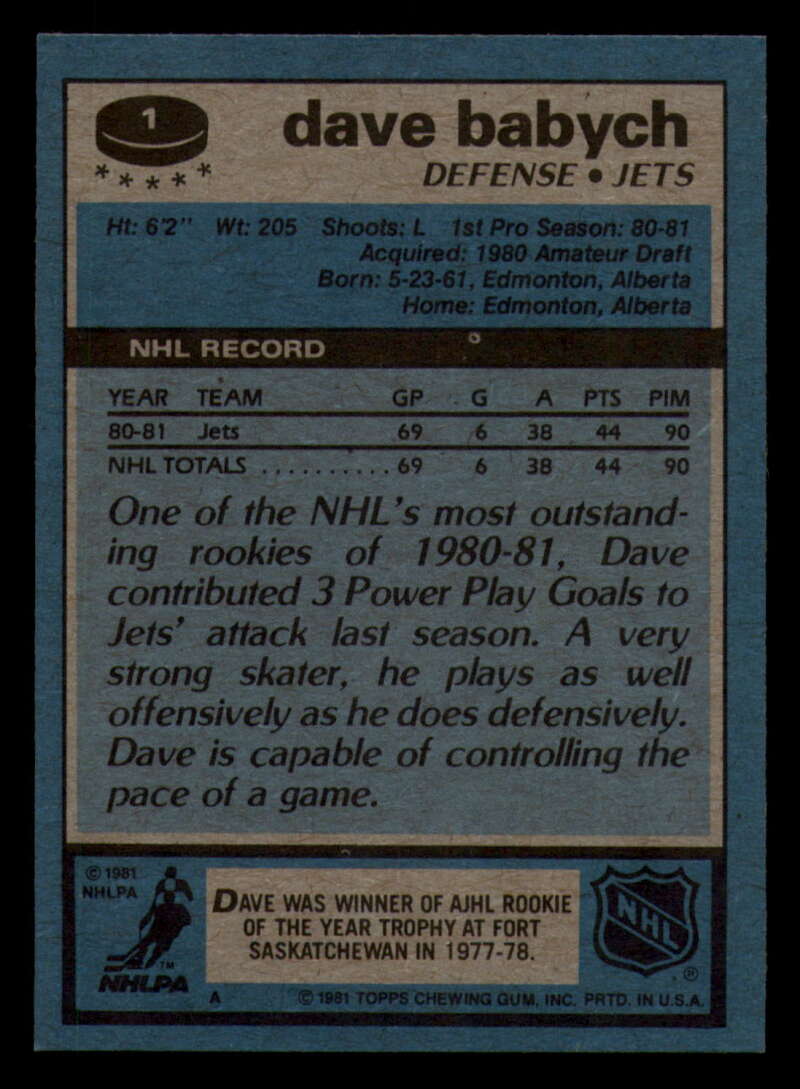 1
dave babych
★ ★ ★ ★ ★
DEFENSE • JETS
Ht: 6'2" Wt: 205 Shoots: L 1st Pro Season: 80-81
Acquired: 1980 Amateur Draft
Born: 5-23-61, Edmonton, Alberta
Home: Edmonton, Alberta
NHL RECORD
YEAR TEAM GP G A PTS PIM
80-81 Jets 69 6 38 44 90
NHL TOTALS .......... 69 6 38 44 90
One of the NHL's most outstand-
ing rookies of 1980-81, Dave
contributed 3 Power Play Goals to
Jets' attack last season. A very
strong skater, he plays as well
offensively as he does defensively.
Dave is capable of controlling the
pace of a game.
© 1981
NHLPA
TM
NHLPA
DAVE WAS WINNER OF AJHL ROOKIE
OF THE YEAR TROPHY AT FORT
SASKATCHEWAN IN 1977-78.
NHL
®
A © 1981 TOPPS CHEWING GUM, INC. PRTD. IN U.S.A.